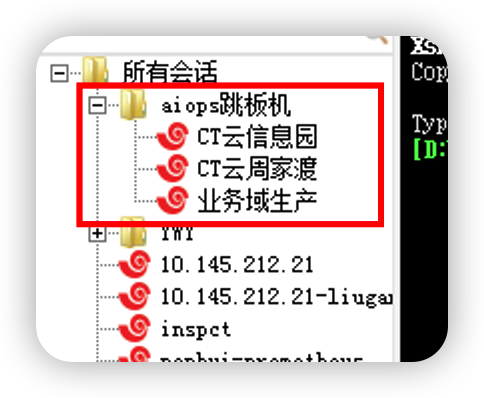 所有会话
aiops跳板机
CT云信息园
CT云周家渡
业务域生产
YWY
10.145.212.21
10.145.212.21-liugan
inspct
Cop
Typ
[D: